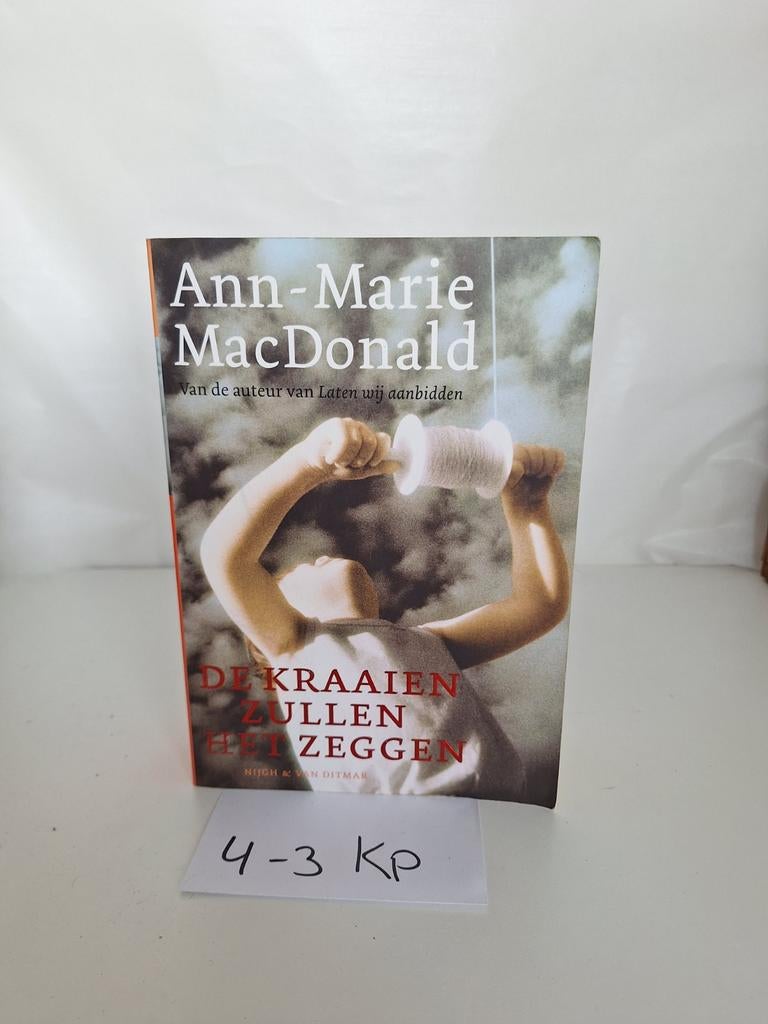 Ann-Marie
MacDonald
Van de auteur van Laten wij aanbidden
DE KRAAIEN
ZULLEN
HET ZEGGEN
NIJGH & VAN DITMAR
4-3 Kp